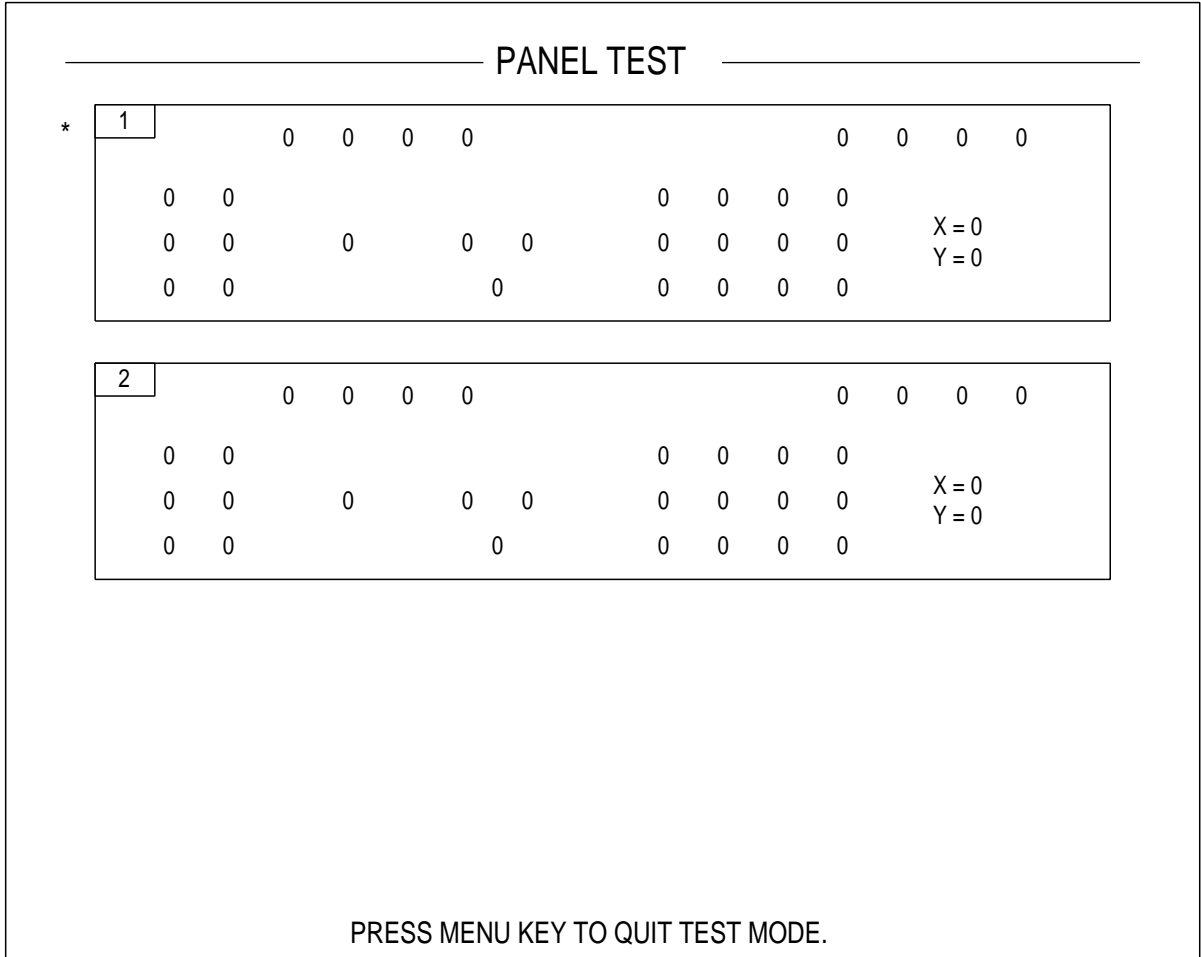 PANEL TEST
* 1
0 0 0 0 0 0 0 0
0 0 0 0 0 0
X = 0
0 0 0 0 0 0 0 0 0
Y = 0
0 0 0 0 0 0 0
2
0 0 0 0 0 0 0 0
0 0 0 0 0 0
X = 0
0 0 0 0 0 0 0 0 0
Y = 0
0 0 0 0 0 0 0
PRESS MENU KEY TO QUIT TEST MODE.